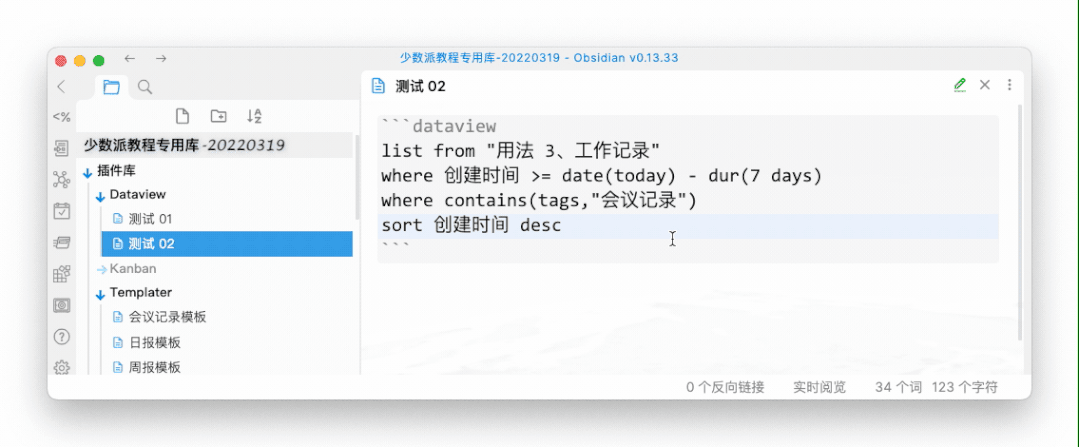 少数派教程专用库-20220319 - Obsidian v0.13.33
测试 02
少数派教程专用库-20220319
插件库
Dataview
测试 01
测试 02
Kanban
Templater
会议记录模板
日报模板
周报模板
```dataview
list from "用法 3、工作记录"
where 创建时间 >= date(today) - dur(7 days)
where contains(tags,"会议记录")
sort 创建时间 desc
```
0 个反向链接 实时阅览 34 个词 123 个字符